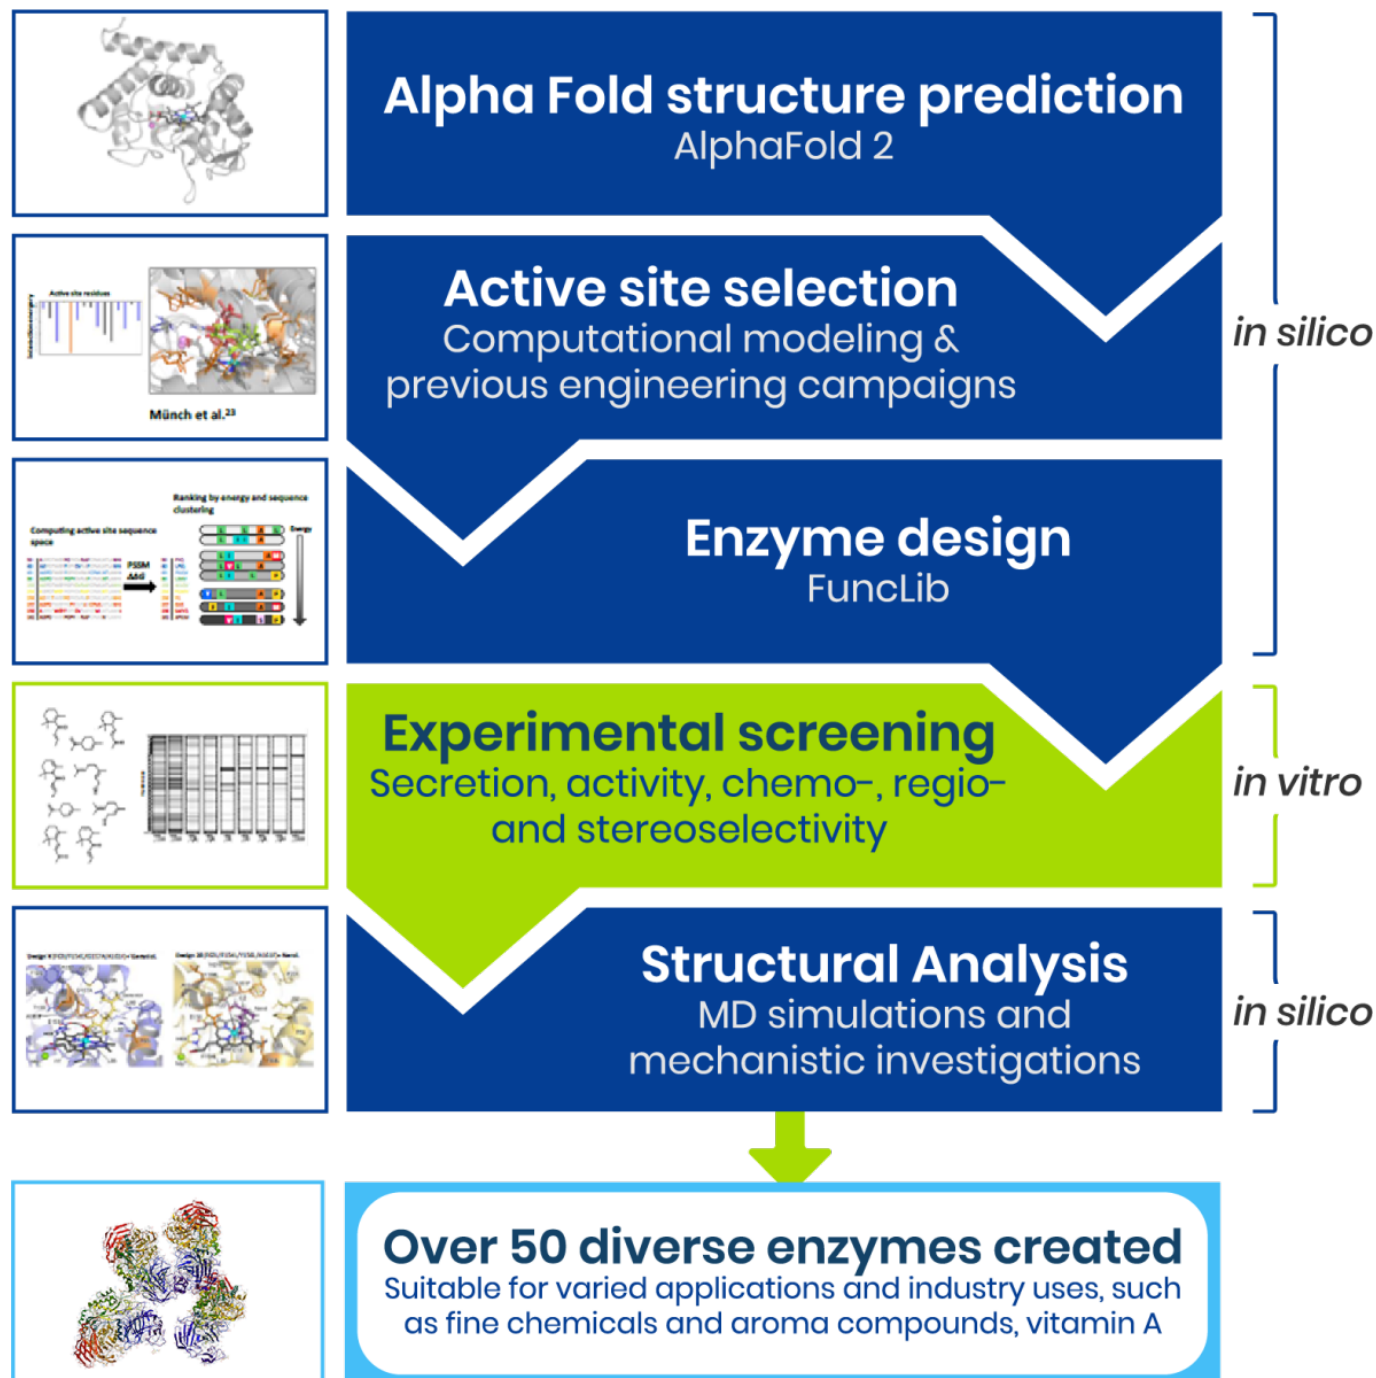 Alpha Fold structure prediction
AlphaFold 2
Active site residues
Münch et al.²³
Active site selection
Computational modeling &
previous engineering campaigns
in silico
Ranking by energy and sequence
clustering
Computing active site sequence
space
Energy
PSSM
ΔΔG
Enzyme design
FuncLib
Experimental screening
Secretion, activity, chemo-, regio-
and stereoselectivity
in vitro
Structural Analysis
MD simulations and
mechanistic investigations
in silico
Over 50 diverse enzymes created
Suitable for varied applications and industry uses, such
as fine chemicals and aroma compounds, vitamin A